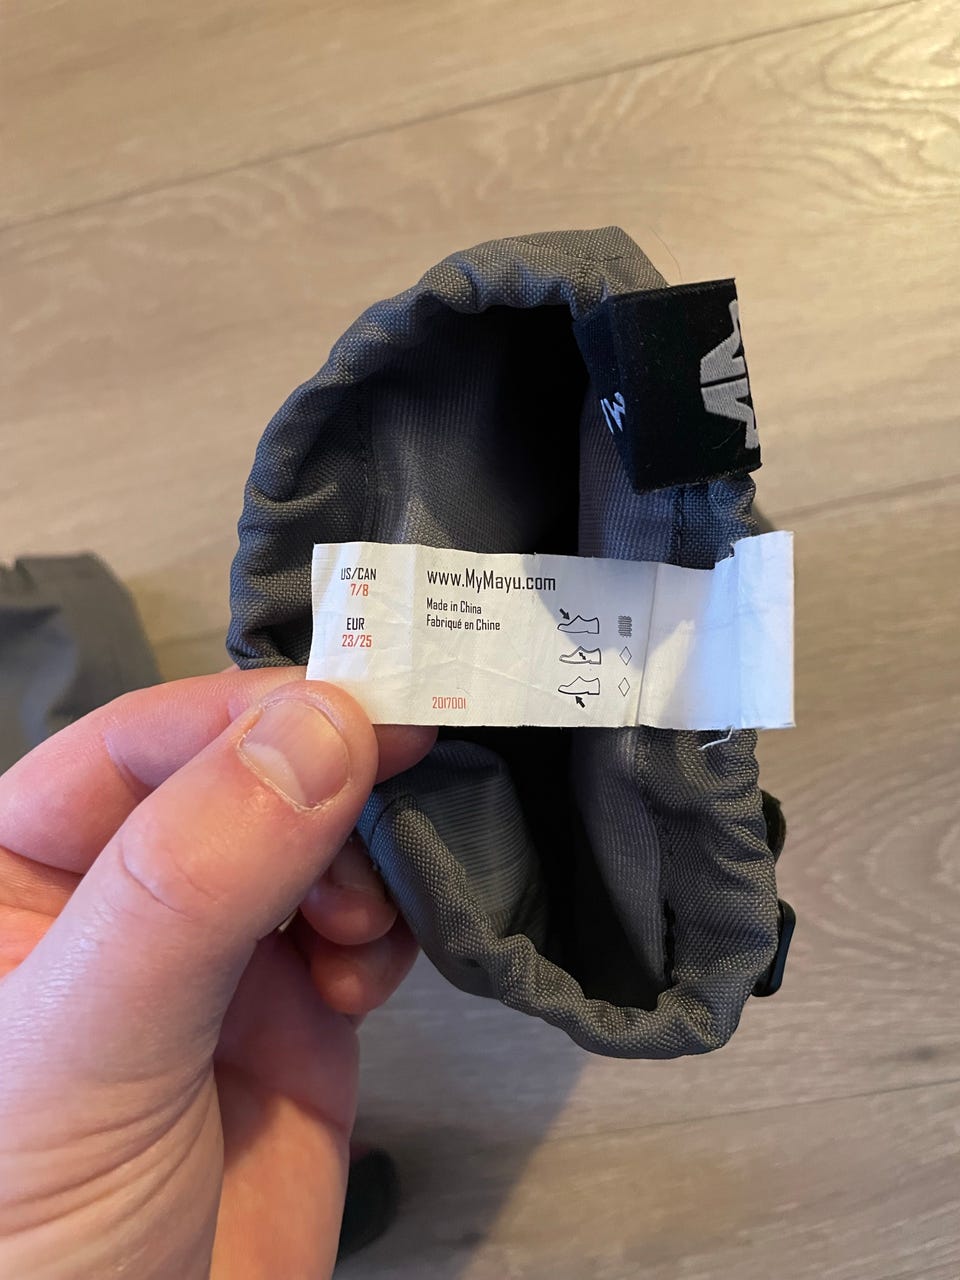 US/CAN
7/8
EUR
23/25
www.MyMayu.com
Made in China
Fabriqué en Chine
2017001